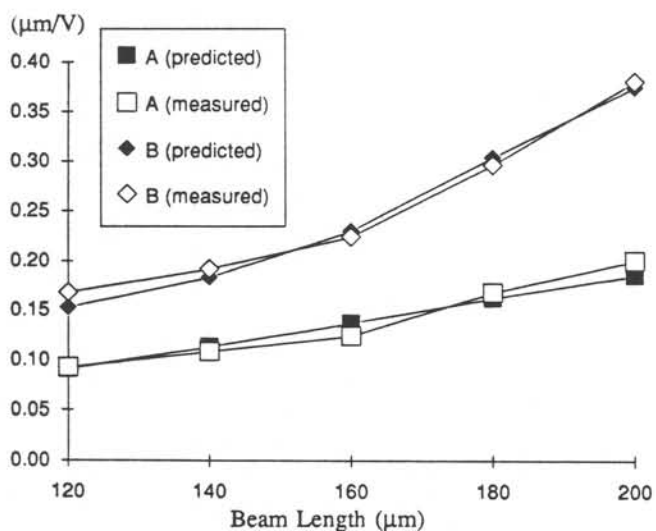 (μm/V)
0.40
0.35
0.30
0.25
0.20
0.15
0.10
0.05
0.00
A (predicted)
A (measured)
B (predicted)
B (measured)
120 140 160 180 200
Beam Length (μm)